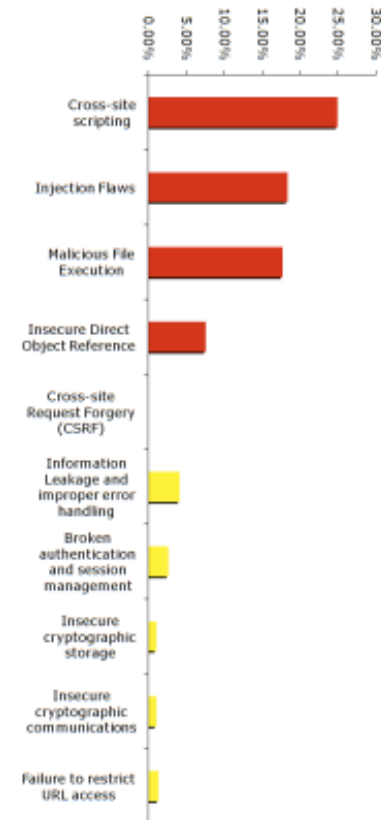 0.00%
5.00%
10.00%
15.00%
20.00%
25.00%
30.00%
Cross-site
scripting
Injection Flaws
Malicious File
Execution
Insecure Direct
Object Reference
Cross-site
Request Forgery
(CSRF)
Information
Leakage and
improper error
handling
Broken
authentication
and session
management
Insecure
cryptographic
storage
Insecure
cryptographic
communications
Failure to restrict
URL access